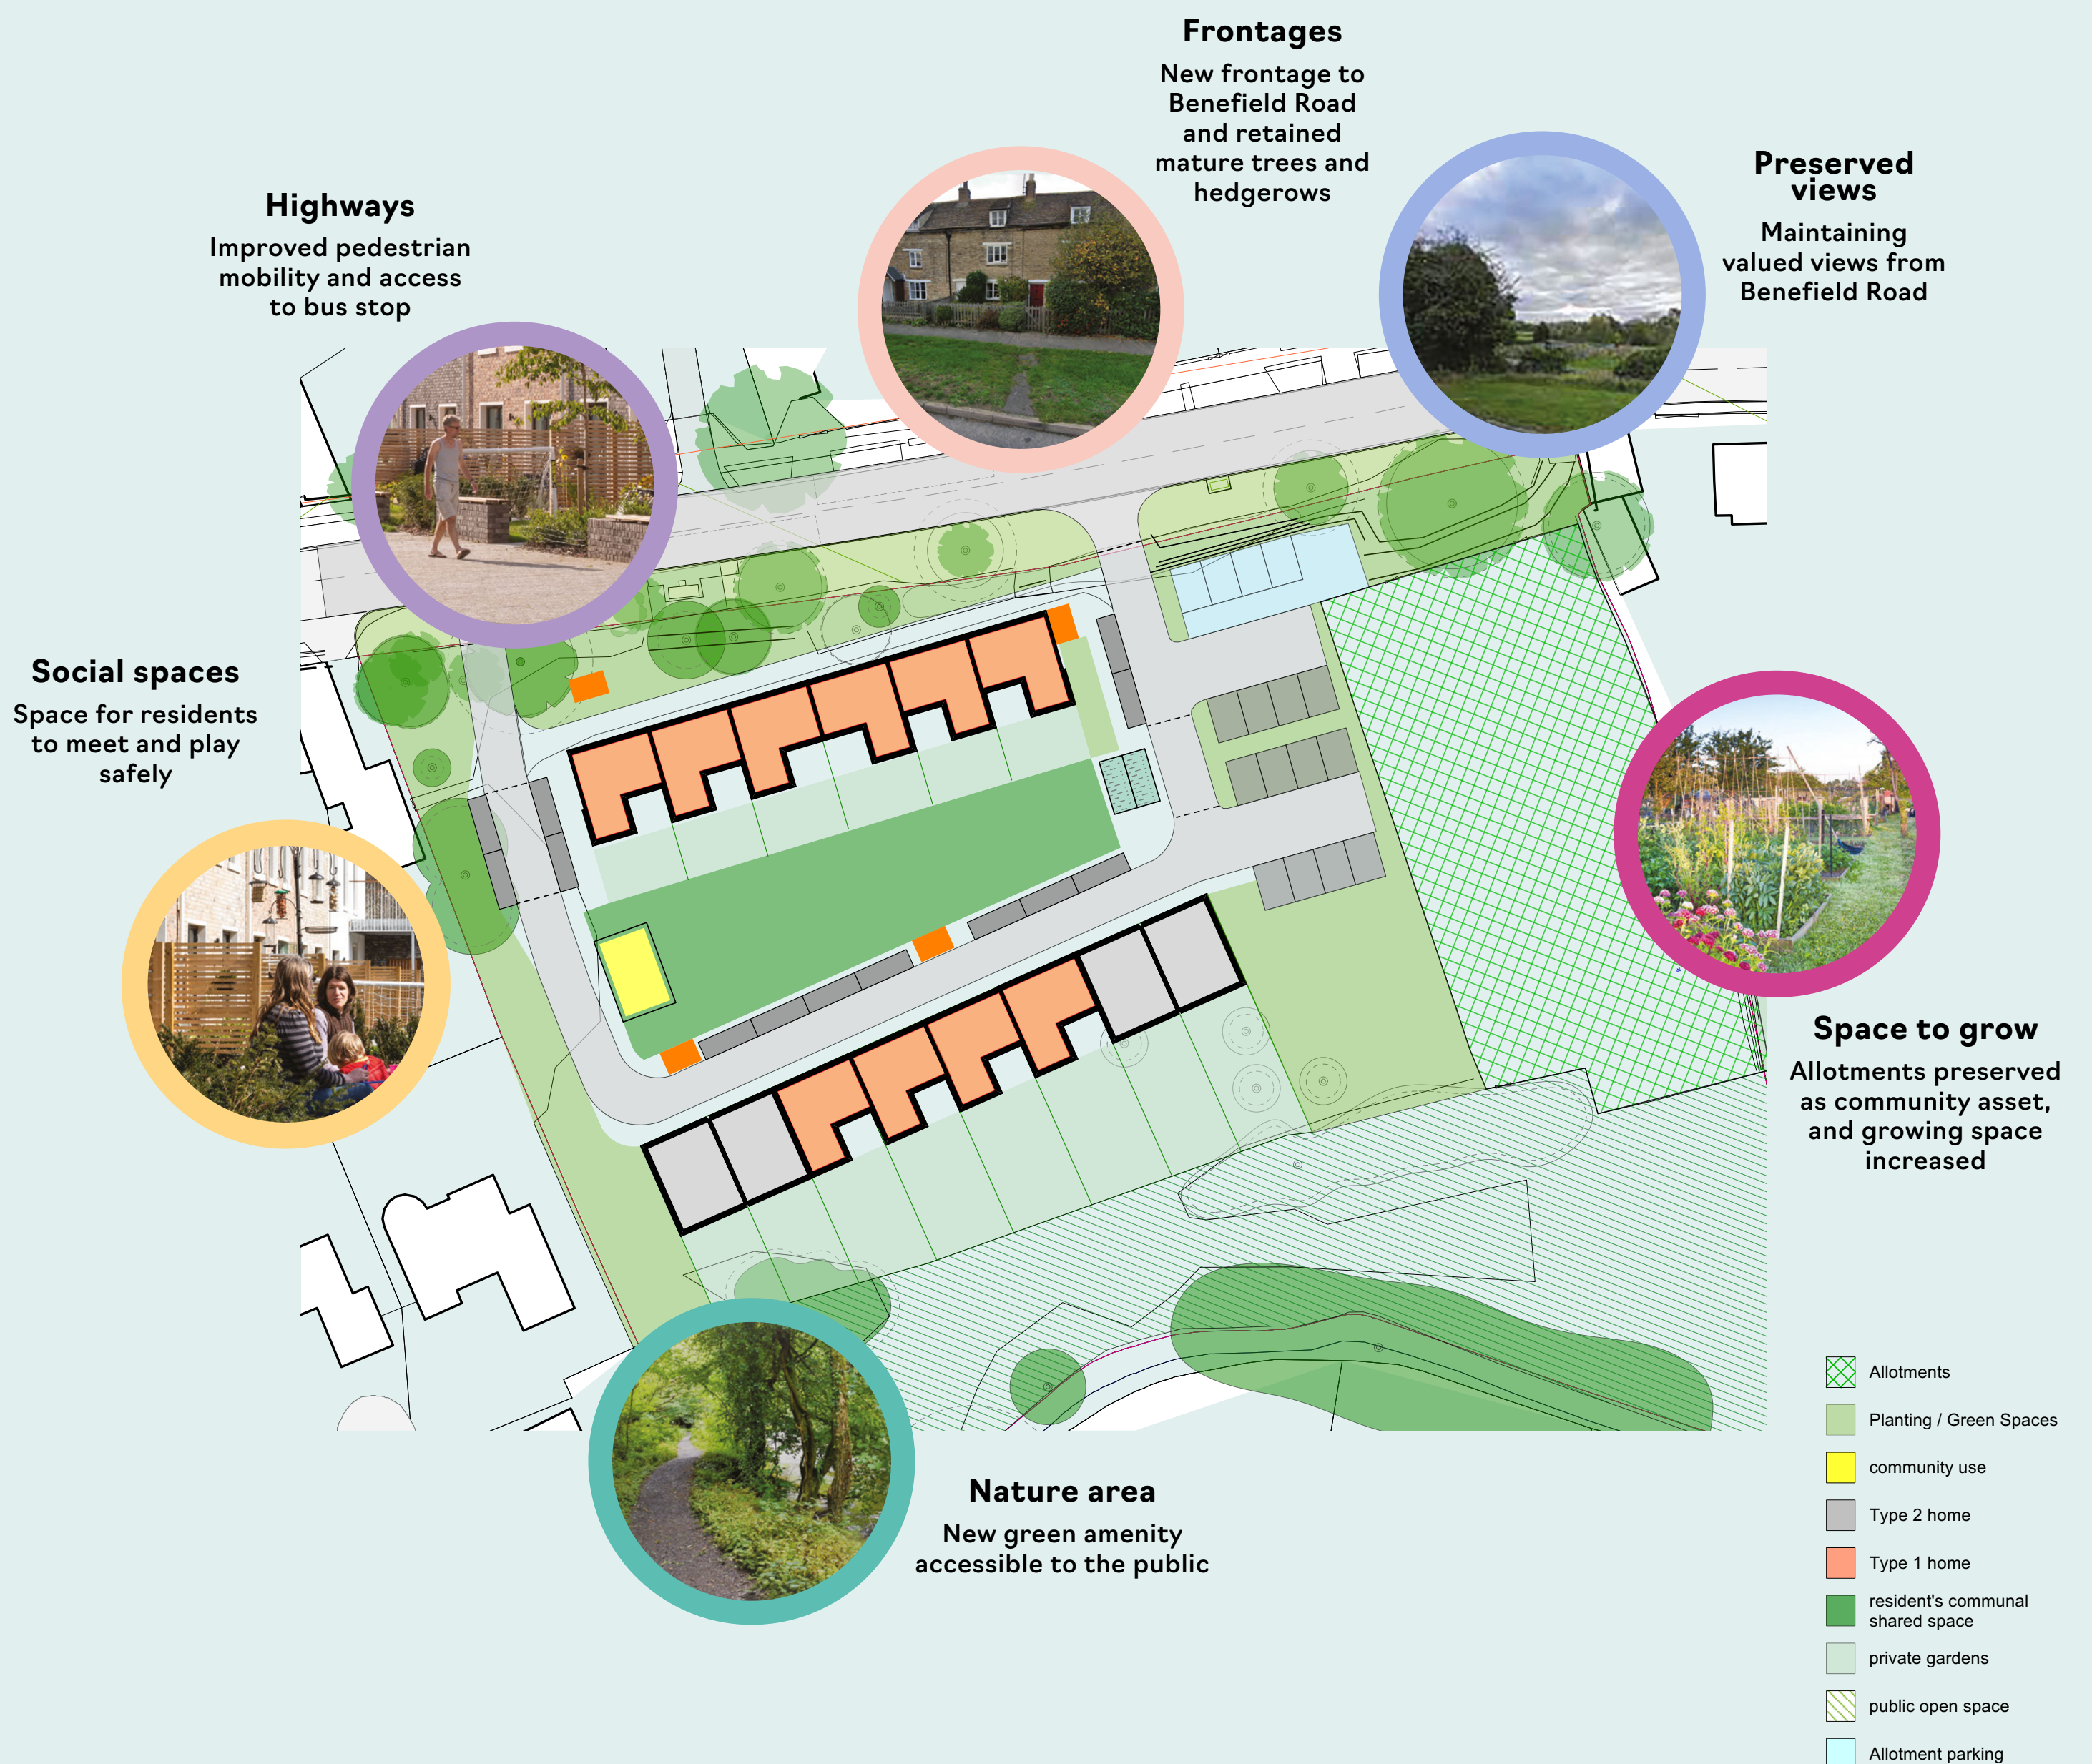 Frontages
New frontage to
Benefield Road
and retained
mature trees and
hedgerows
Preserved
views
Maintaining
valued views from
Benefield Road
Highways
Improved pedestrian
mobility and access
to bus stop
Social spaces
Space for residents
to meet and play
safely
Space to grow
Allotments preserved
as community asset,
and growing space
increased
Nature area
New green amenity
accessible to the public
Allotments
Planting / Green Spaces
community use
Type 2 home
Type 1 home
resident's communal
shared space
private gardens
public open space
Allotment parking